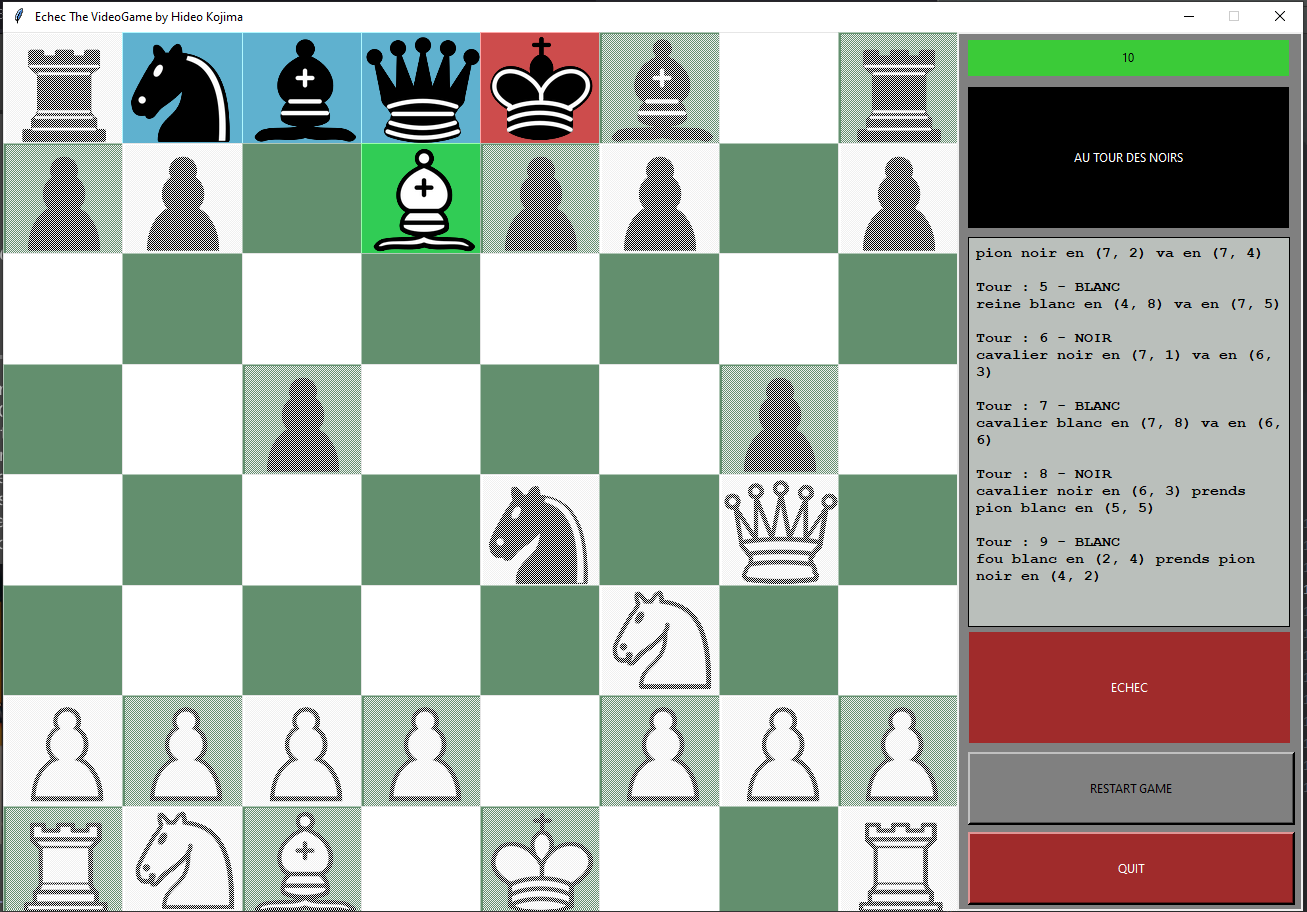 Echec The VideoGame by Hideo Kojima
10
AU TOUR DES NOIRS
pion noir en (7, 2) va en (7, 4)
Tour : 5 - BLANC
reine blanc en (4, 8) va en (7, 5)
Tour : 6 - NOIR
cavalier noir en (7, 1) va en (6,
3)
Tour : 7 - BLANC
cavalier blanc en (7, 8) va en (6,
6)
Tour : 8 - NOIR
cavalier noir en (6, 3) prends
pion blanc en (5, 5)
Tour : 9 - BLANC
fou blanc en (2, 4) prends pion
noir en (4, 2)
ECHEC
RESTART GAME
QUIT